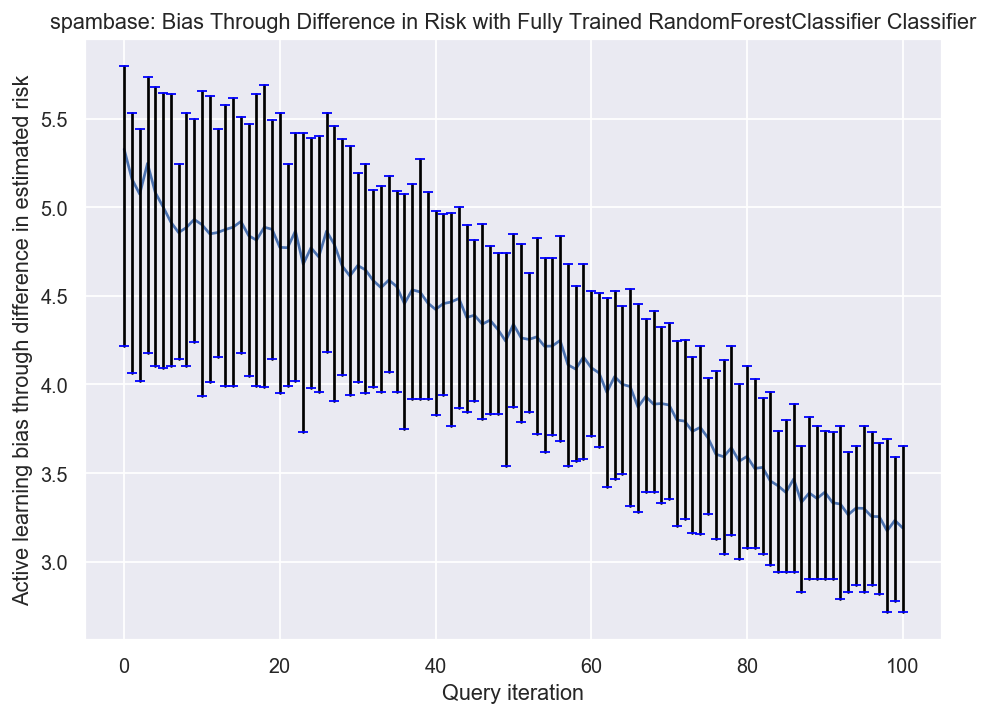 spambase: Bias Through Difference in Risk with Fully Trained RandomForestClassifier Classifier
Active learning bias through difference in estimated risk
5.5
5.0
4.5
4.0
3.5
3.0
0 20 40 60 80 100
Query iteration